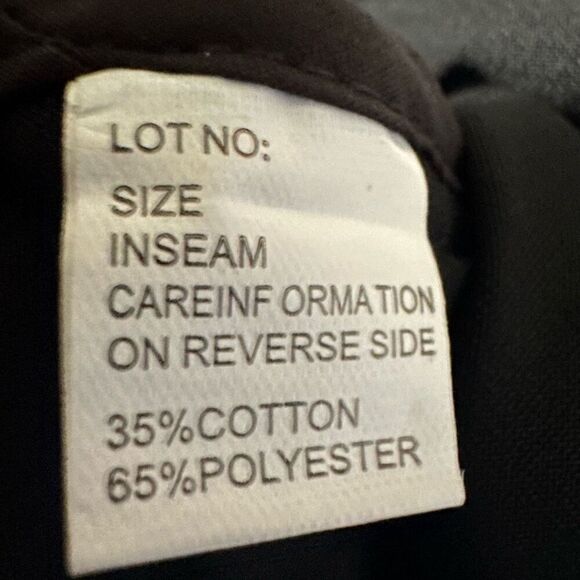 LOT NO:
SIZE
INSEAM
CAREINF ORMATION
ON REVERSE SIDE
35%COTTON
65%POLYESTER